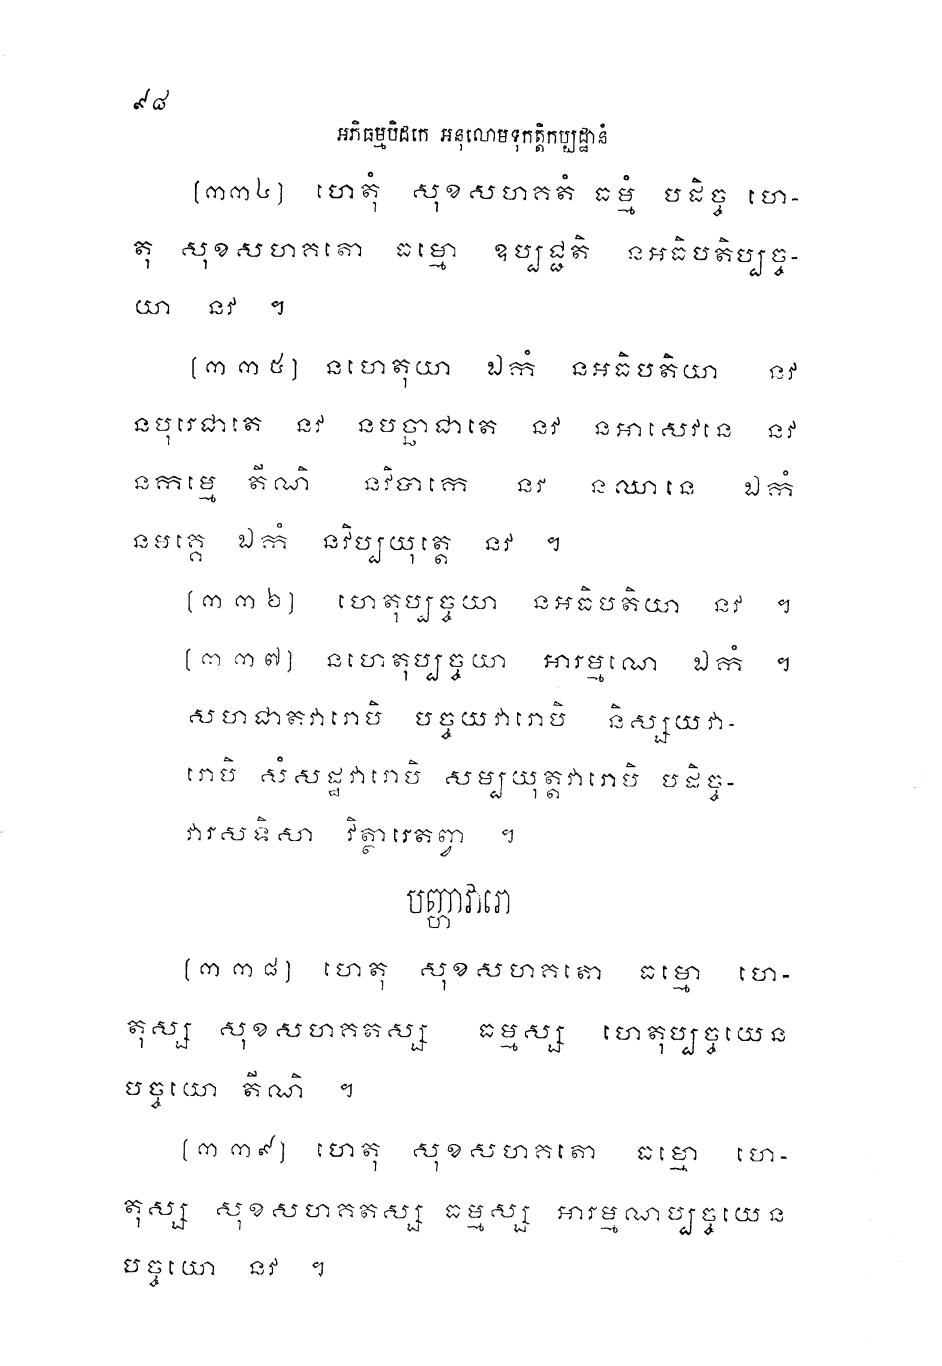 ៩៨
អភិធម្មបិដកេ អនុលោមទុកត្តិកប្បដ្ឋានំ
(៣៣៤) ហេតុំ សុខសហកតំ ធម្មំ បដិច្ច ហេ-
តុ សុខសហកតោ ធម្មោ ឧប្បជ្ជតិ នអធិបតិប្បច្ច-
យា នវ ។
(៣៣៥) នហេតុយា ឯកំ នអធិបតិយា នវ
នបុរេជាតេ នវ នបច្ឆាជាតេ នវ នអាសេវនេ នវ
នកម្មេ តីណិ នវិបាកេ នវ នឈានេ ឯកំ
នមគ្គេ ឯកំ នវិប្បយុត្តេ នវ ។
(៣៣៦) ហេតុប្បច្ចយា នអធិបតិយា នវ ។
(៣៣៧) នហេតុប្បច្ចយា អារម្មណេ ឯកំ ។
សហជាតវារោបិ បច្ចយវារោបិ និស្សយវា-
រោបិ សំសដ្ឋវារោបិ សម្បយុត្តវារោបិ បដិច្ច-
វារសទិសា វិត្ថារេតព្វា ។
បញ្ហាវារោ
(៣៣៨) ហេតុ សុខសហកតោ ធម្មោ ហេ-
តុស្ស សុខសហកតស្ស ធម្មស្ស ហេតុប្បច្ចយេន
បច្ចយោ តីណិ ។
(៣៣៩) ហេតុ សុខសហកតោ ធម្មោ ហេ-
តុស្ស សុខសហកតស្ស ធម្មស្ស អារម្មណប្បច្ចយេន
បច្ចយោ នវ ។